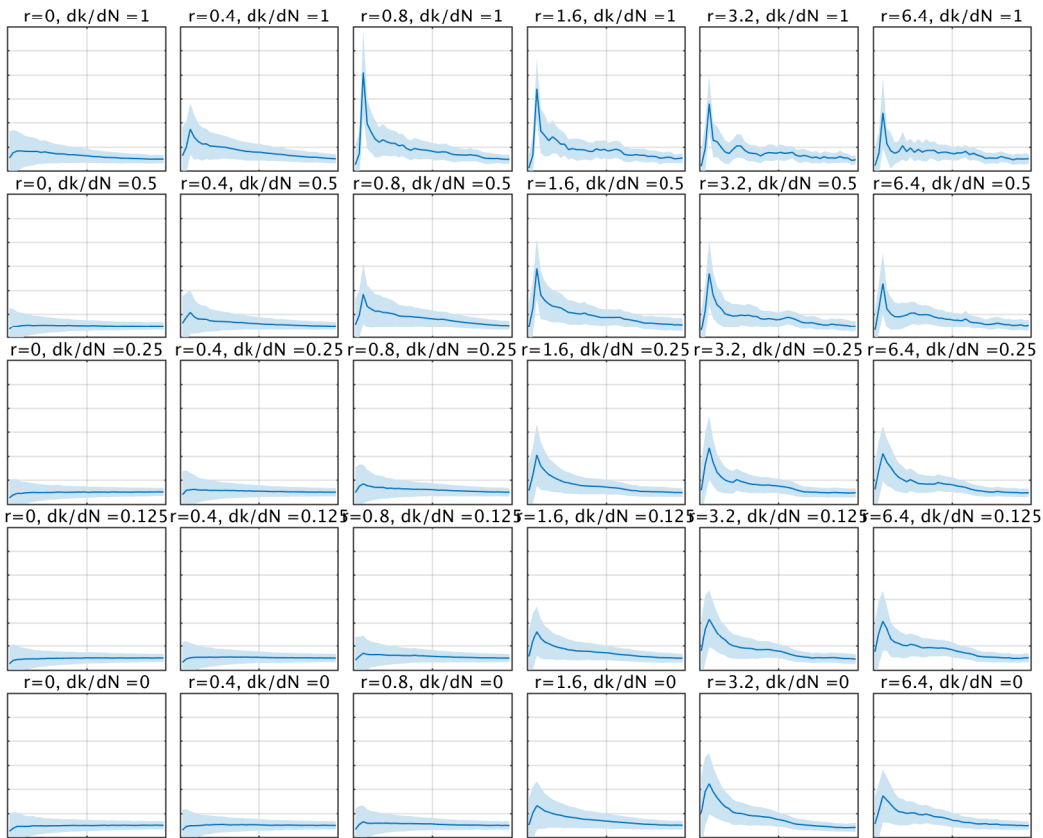 r=0, dk/dN =1 r=0.4, dk/dN =1 r=0.8, dk/dN =1 r=1.6, dk/dN =1 r=3.2, dk/dN =1 r=6.4, dk/dN =1
r=0, dk/dN =0.5 r=0.4, dk/dN =0.5 r=0.8, dk/dN =0.5 r=1.6, dk/dN =0.5 r=3.2, dk/dN =0.5 r=6.4, dk/dN =0.5
r=0, dk/dN =0.25 r=0.4, dk/dN =0.25 r=0.8, dk/dN =0.25 r=1.6, dk/dN =0.25 r=3.2, dk/dN =0.25 r=6.4, dk/dN =0.25
r=0, dk/dN =0.125 r=0.4, dk/dN =0.125 r=0.8, dk/dN =0.125 r=1.6, dk/dN =0.125 r=3.2, dk/dN =0.125 r=6.4, dk/dN =0.125
r=0, dk/dN =0 r=0.4, dk/dN =0 r=0.8, dk/dN =0 r=1.6, dk/dN =0 r=3.2, dk/dN =0 r=6.4, dk/dN =0